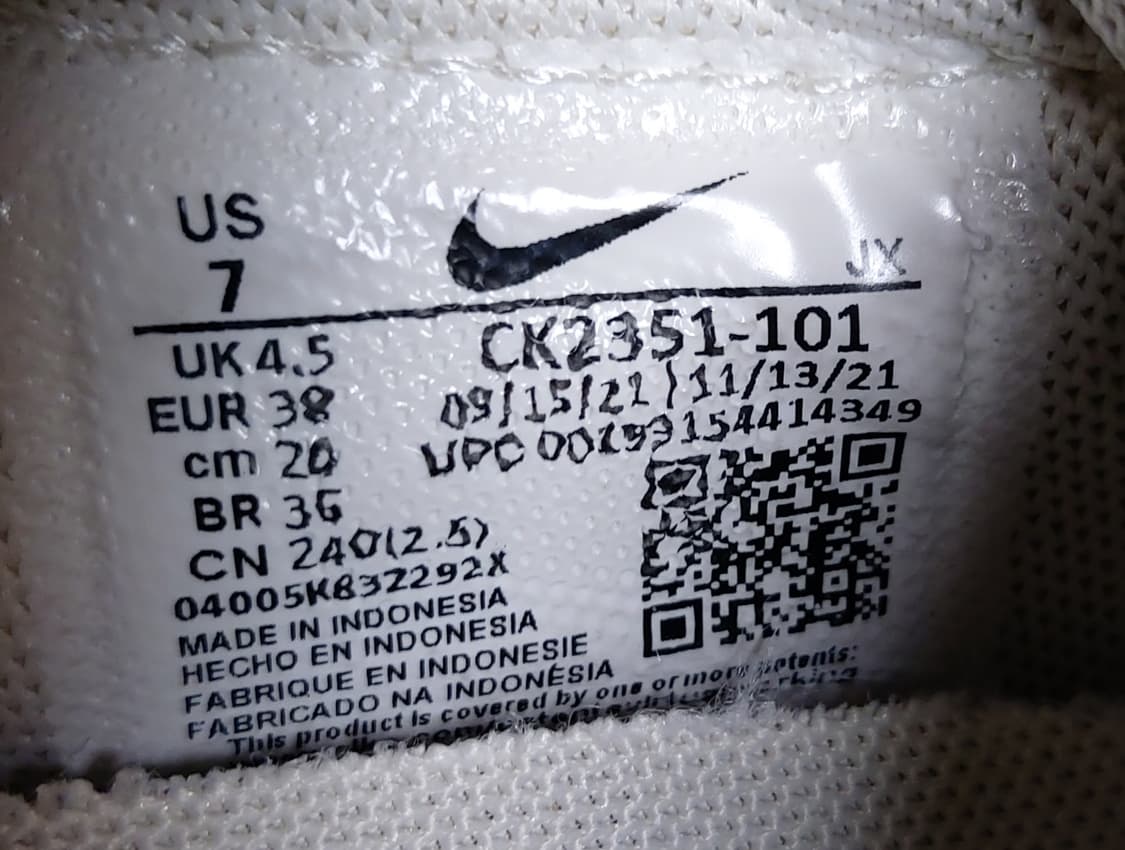 US
7
JX
UK 4.5
EUR 38
cm 24
BR 36
CN 240(2.5)
04005K83Z292X
MADE IN INDONESIA
HECHO EN INDONESIA
FABRIQUE EN INDONESIE
FABRICADO NA INDONÉSIA
CK2351-101
09/15/21 11/13/21
UPC 00193154414349
This product is covered by one or more patents: